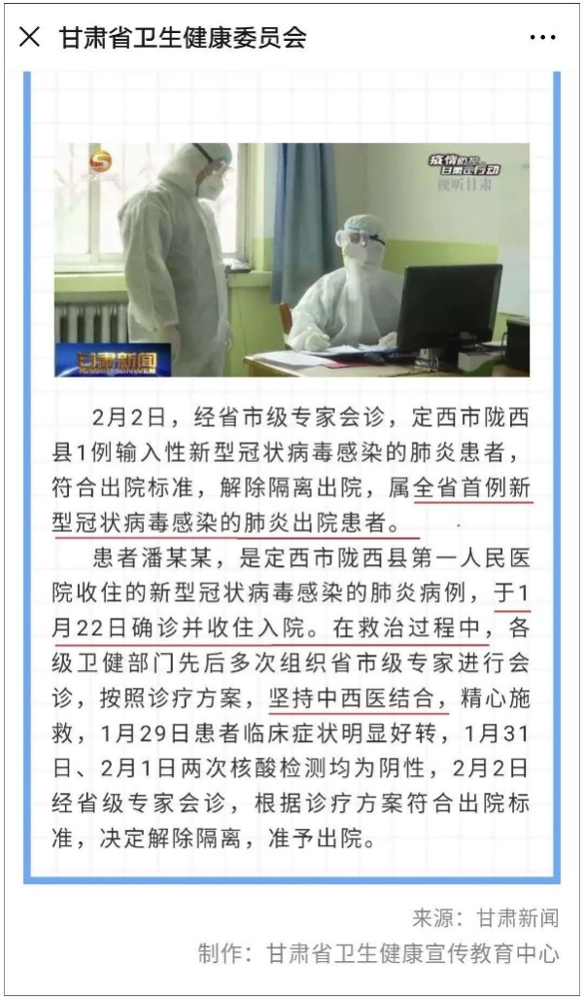 甘肃省卫生健康委员会
疫情防控
甘肃在行动
视听甘肃
甘肃新闻
GANSU XINWEN
2月2日，经省市级专家会诊，定西市陇西
县1例输入性新型冠状病毒感染的肺炎患者，
符合出院标准，解除隔离出院，属全省首例新
型冠状病毒感染的肺炎出院患者。
患者潘某某，是定西市陇西县第一人民医
院收住的新型冠状病毒感染的肺炎病例，于1
月22日确诊并收住入院。在救治过程中，各
级卫健部门先后多次组织省市级专家进行会
诊，按照诊疗方案，坚持中西医结合，精心施
救，1月29日患者临床症状明显好转，1月31
日、2月1日两次核酸检测均为阴性，2月2日
经省级专家会诊，根据诊疗方案符合出院标
准，决定解除隔离，准予出院。
来源：甘肃新闻
制作：甘肃省卫生健康宣传教育中心